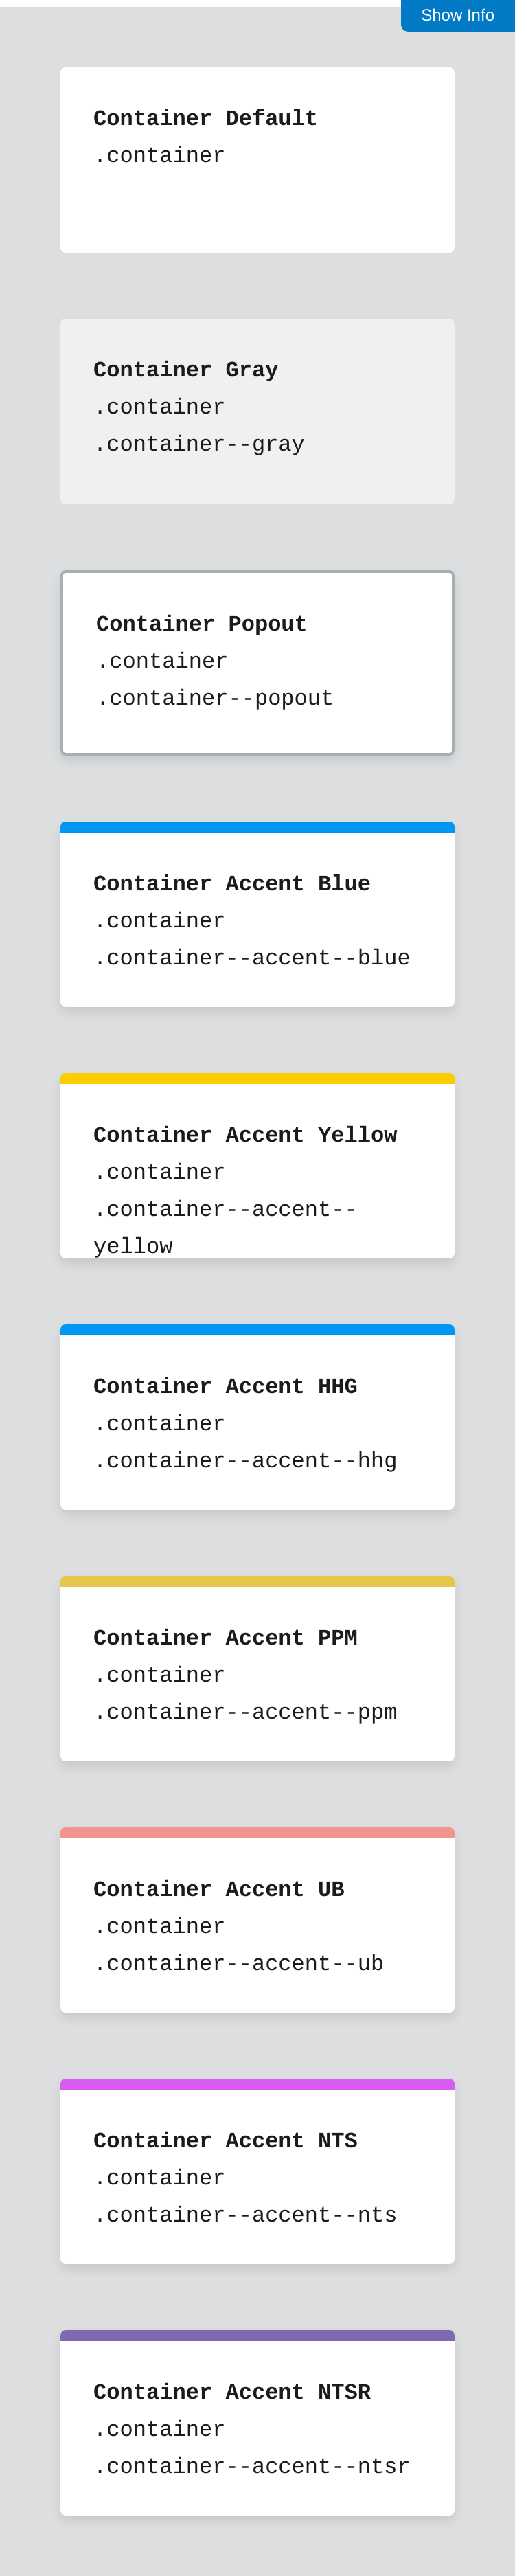 Show Info
Container Default
.container
Container Gray
.container
.container--gray
Container Popout
.container
.container--popout
Container Accent Blue
.container
.container--accent--blue
Container Accent Yellow
.container
.container--accent--
yellow
Container Accent HHG
.container
.container--accent--hhg
Container Accent PPM
.container
.container--accent--ppm
Container Accent UB
.container
.container--accent--ub
Container Accent NTS
.container
.container--accent--nts
Container Accent NTSR
.container
.container--accent--ntsr